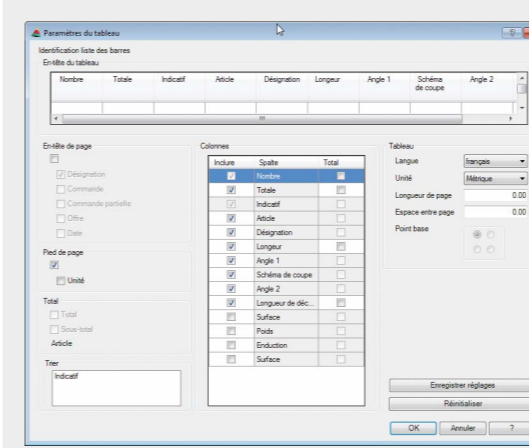 Paramètres du tableau
Identification liste des barres
En-tête du tableau
Nombre Totale Indicatif Article Désignation Longeur Angle 1 Schéma de coupe Angle 2
En-tête de page
Désignation
Commande
Commande partielle
Offre
Date
Pied de page
Unité
Total
Total
Sous-total
Article
Trier
Indicatif
Colonnes
Inclure Spalte Total
Nombre
Totale
Indicatif
Article
Désignation
Longeur
Angle 1
Schéma de coupe
Angle 2
Longueur de déc...
Surface
Poids
Enduction
Surface
Tableau
Langue français
Unité Métrique
Longueur de page 0.00
Espace entre page 0.00
Point base
Enregistrer réglages
Réinitialiser
OK Annuler ?